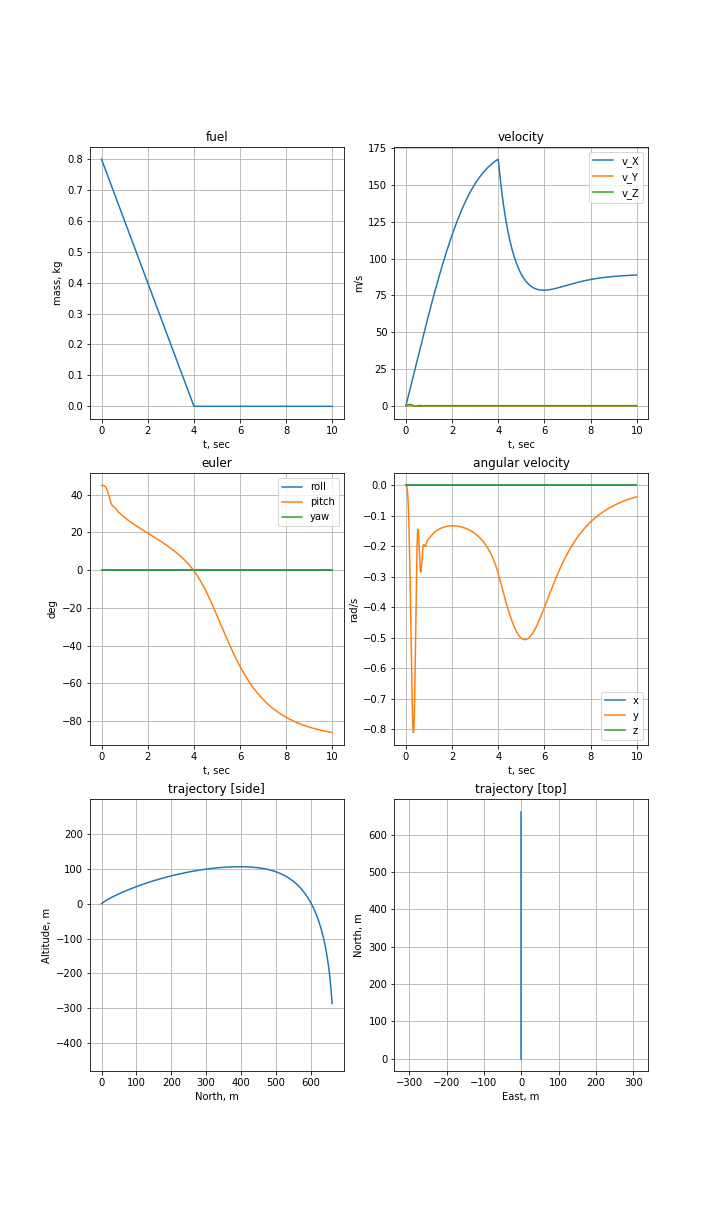 fuel
0.8
0.7
0.6
0.5
0.4
0.3
0.2
0.1
0.0
mass, kg
0 2 4 6 8 10
t, sec
velocity
175
150
125
100
75
50
25
0
m/s
v_X
v_Y
v_Z
0 2 4 6 8 10
t, sec
euler
40
20
0
−20
−40
−60
−80
deg
roll
pitch
yaw
0 2 4 6 8 10
t, sec
angular velocity
0.0
−0.1
−0.2
−0.3
−0.4
−0.5
−0.6
−0.7
−0.8
rad/s
x
y
z
0 2 4 6 8 10
t, sec
trajectory [side]
200
100
0
−100
−200
−300
−400
Altitude, m
0 100 200 300 400 500 600
North, m
trajectory [top]
600
500
400
300
200
100
0
North, m
−300 −200 −100 0 100 200 300
East, m